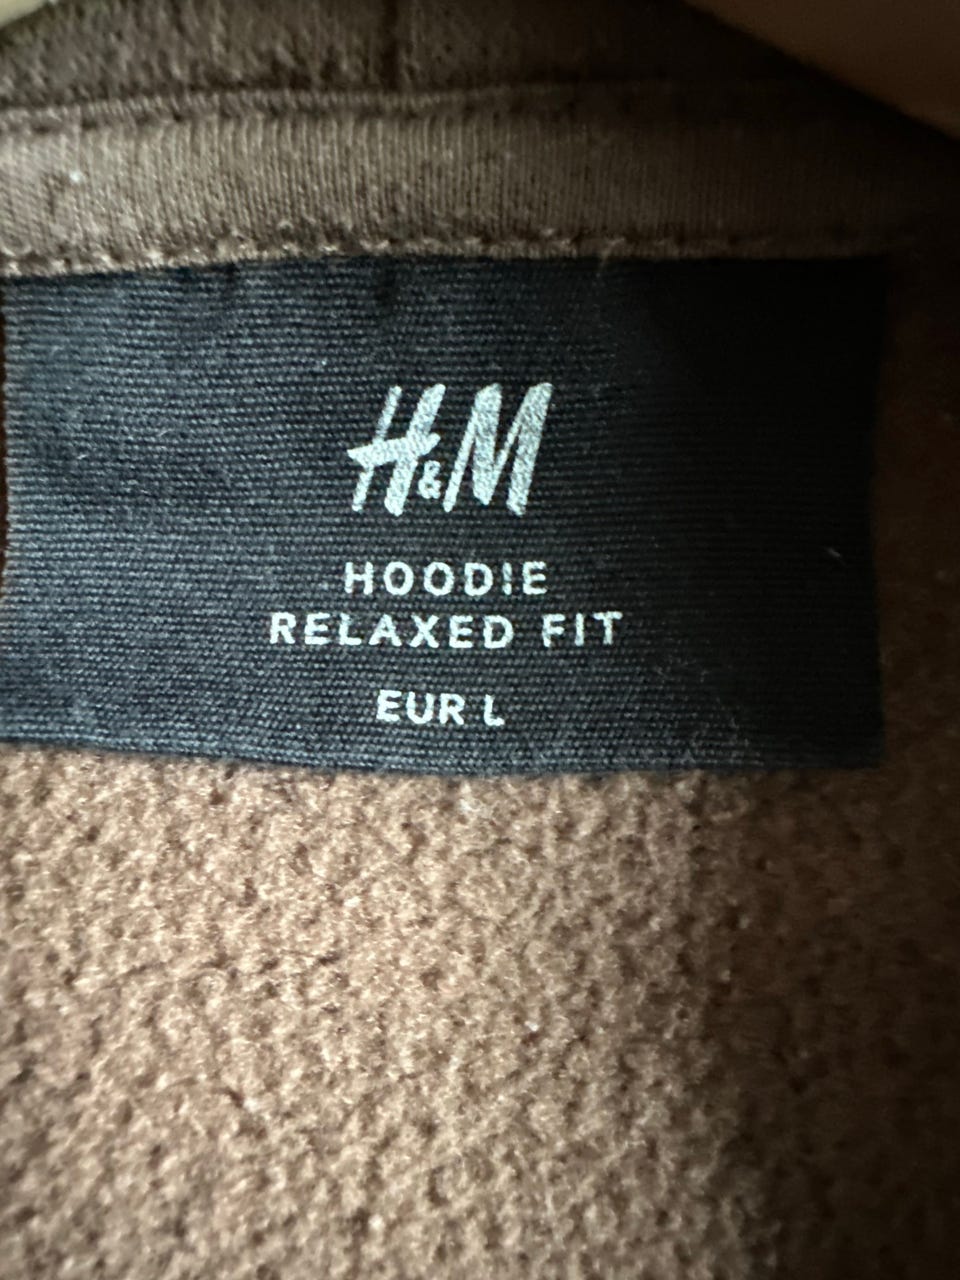 H&M
HOODIE
RELAXED FIT
EUR L